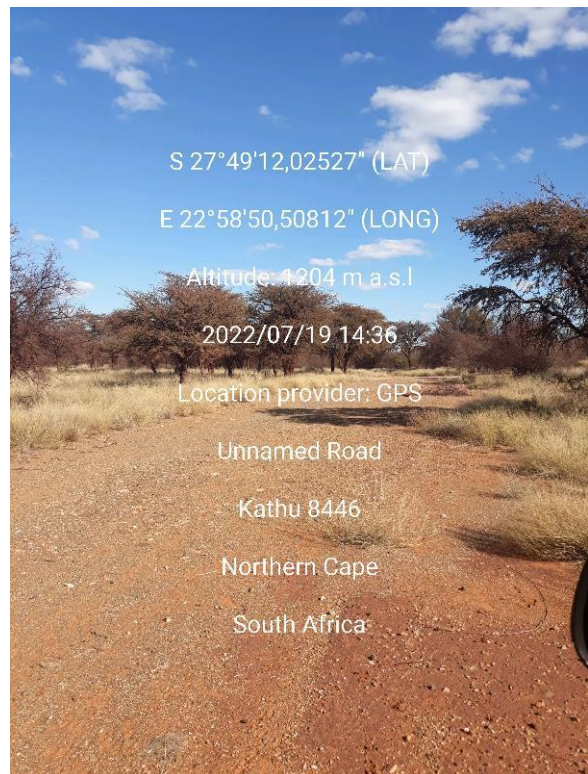 S 27°49'12,02527" (LAT)
E 22°58'50,50812" (LONG)
Altitude: 1204 m a.s.l
2022/07/19 14:36
Location provider: GPS
Unnamed Road
Kathu 8446
Northern Cape
South Africa